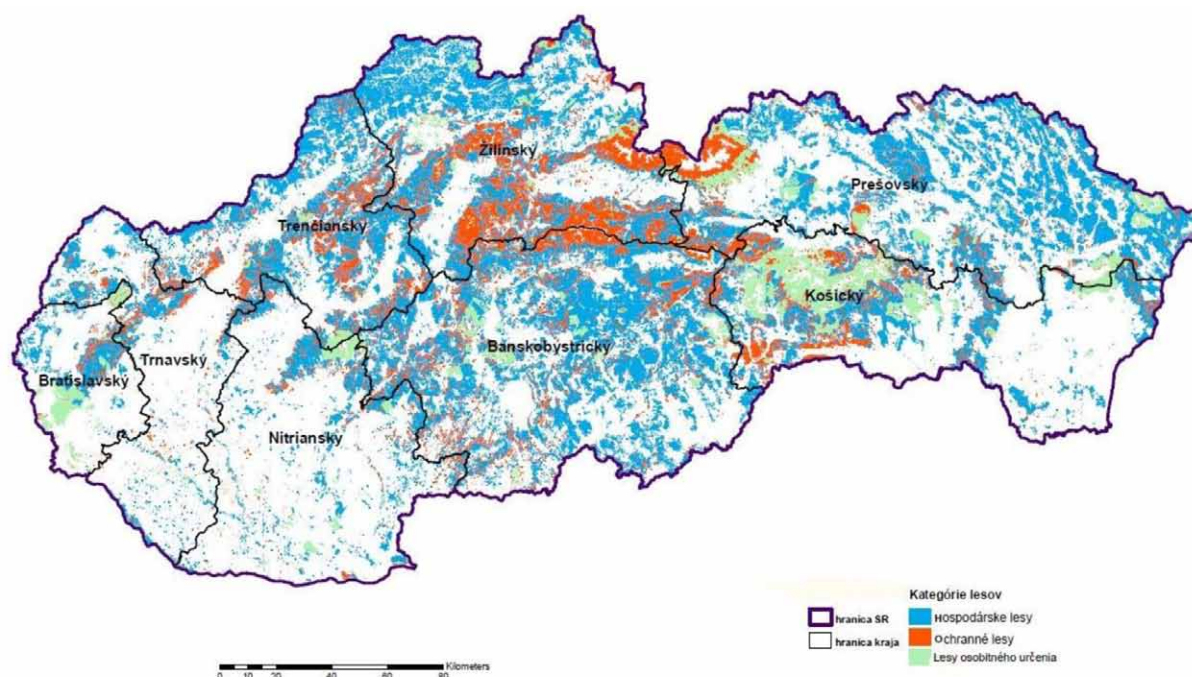 Žilinský
Prešovský
Trenčiansky
Košický
Trnavský
Banskobystrický
Bratislavský
Nitriansky
Kategórie lesov
hranica SR
Hospodárske lesy
hranica kraja
Ochranné lesy
Lesy osobitného určenia
Kilometers
0 10 20 40 60 80